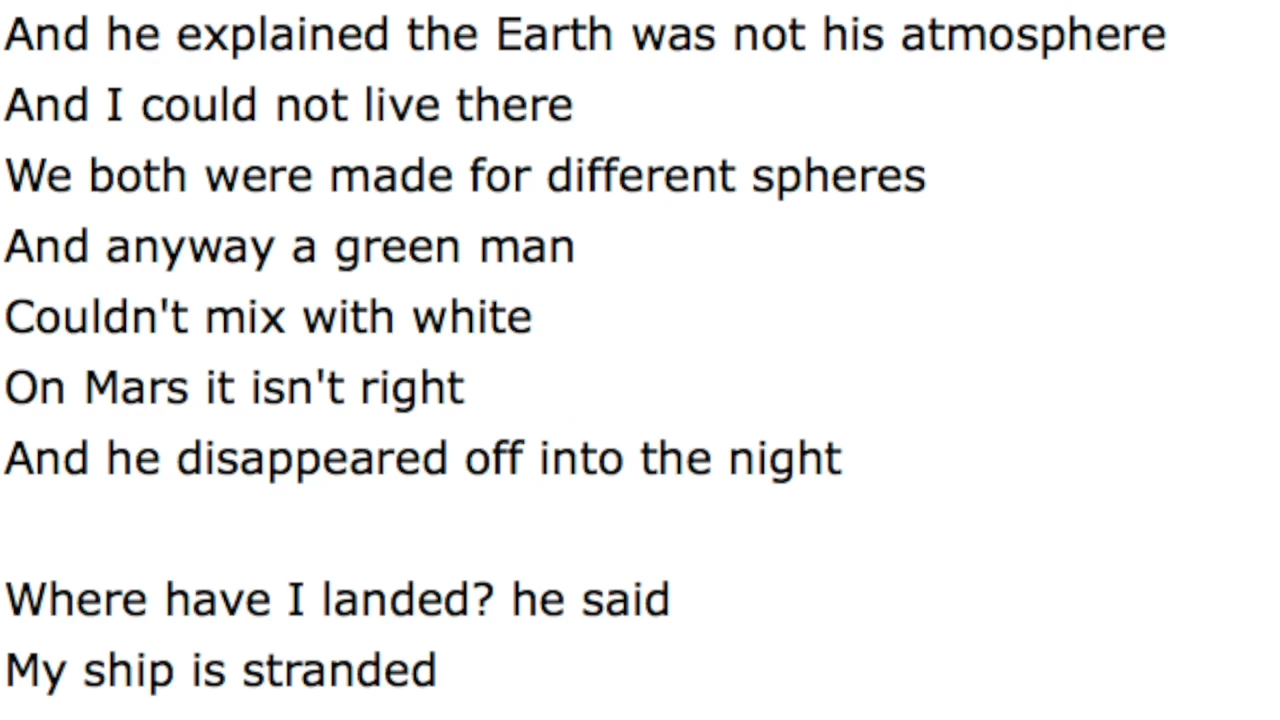 And he explained the Earth was not his atmosphere
And I could not live there
We both were made for different spheres
And anyway a green man
Couldn't mix with white
On Mars it isn't right
And he disappeared off into the night
Where have I landed? he said
My ship is stranded